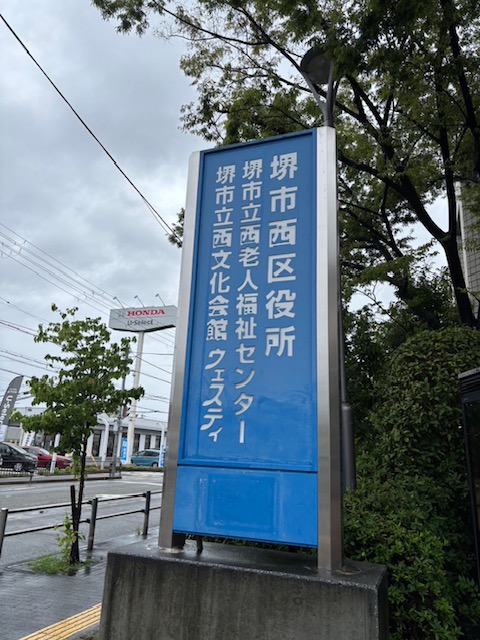 堺市西区役所
堺市立西老人福祉センター
堺市立西文化会館 ウェスティ
HONDA
U-Select